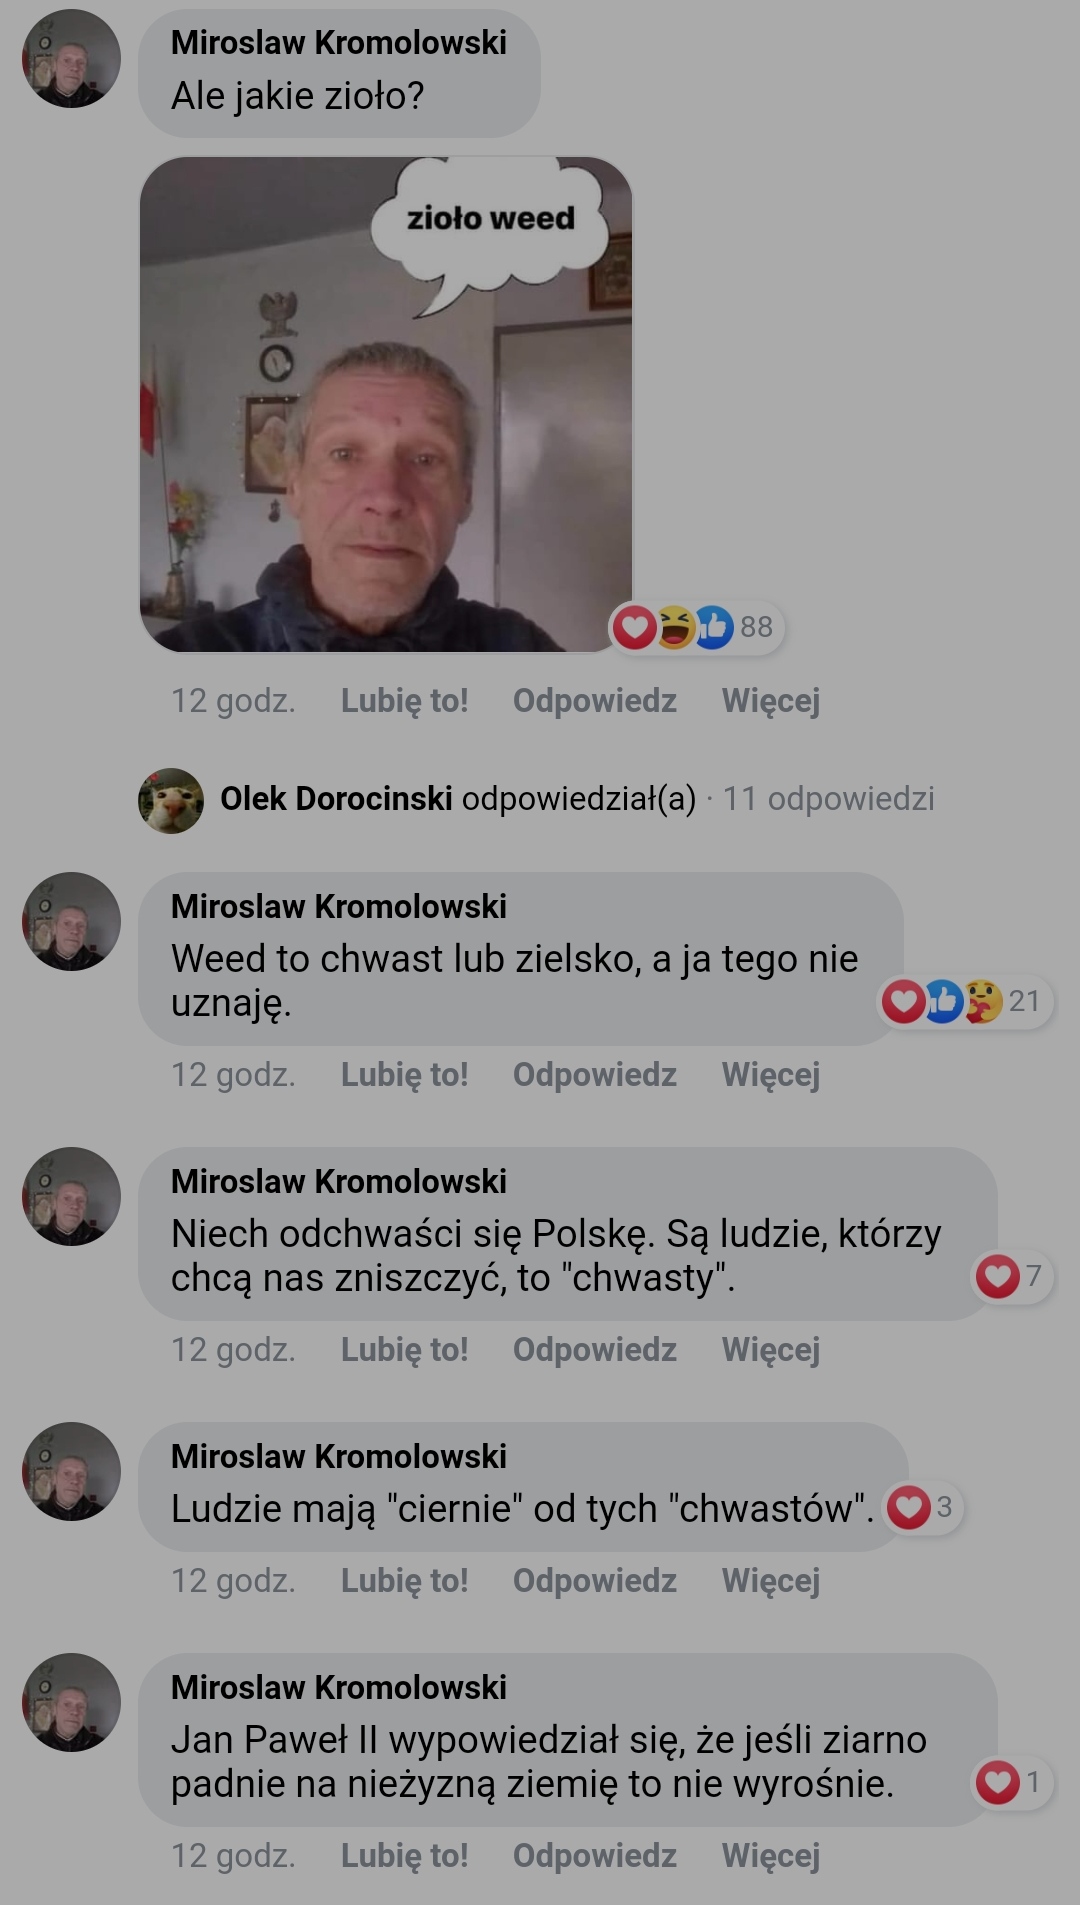 Miroslaw Kromolowski
Ale jakie zioło?
zioło weed
88
12 godz. Lubię to! Odpowiedz Więcej
Olek Dorocinski odpowiedział(a) · 11 odpowiedzi
Miroslaw Kromolowski
Weed to chwast lub zielsko, a ja tego nie
uznaję.
21
12 godz. Lubię to! Odpowiedz Więcej
Miroslaw Kromolowski
Niech odchwaści się Polskę. Są ludzie, którzy
chcą nas zniszczyć, to "chwasty".
7
12 godz. Lubię to! Odpowiedz Więcej
Miroslaw Kromolowski
Ludzie mają "ciernie" od tych "chwastów".
3
12 godz. Lubię to! Odpowiedz Więcej
Miroslaw Kromolowski
Jan Paweł II wypowiedział się, że jeśli ziarno
padnie na nieżyzną ziemię to nie wyrośnie.
1
12 godz. Lubię to! Odpowiedz Więcej